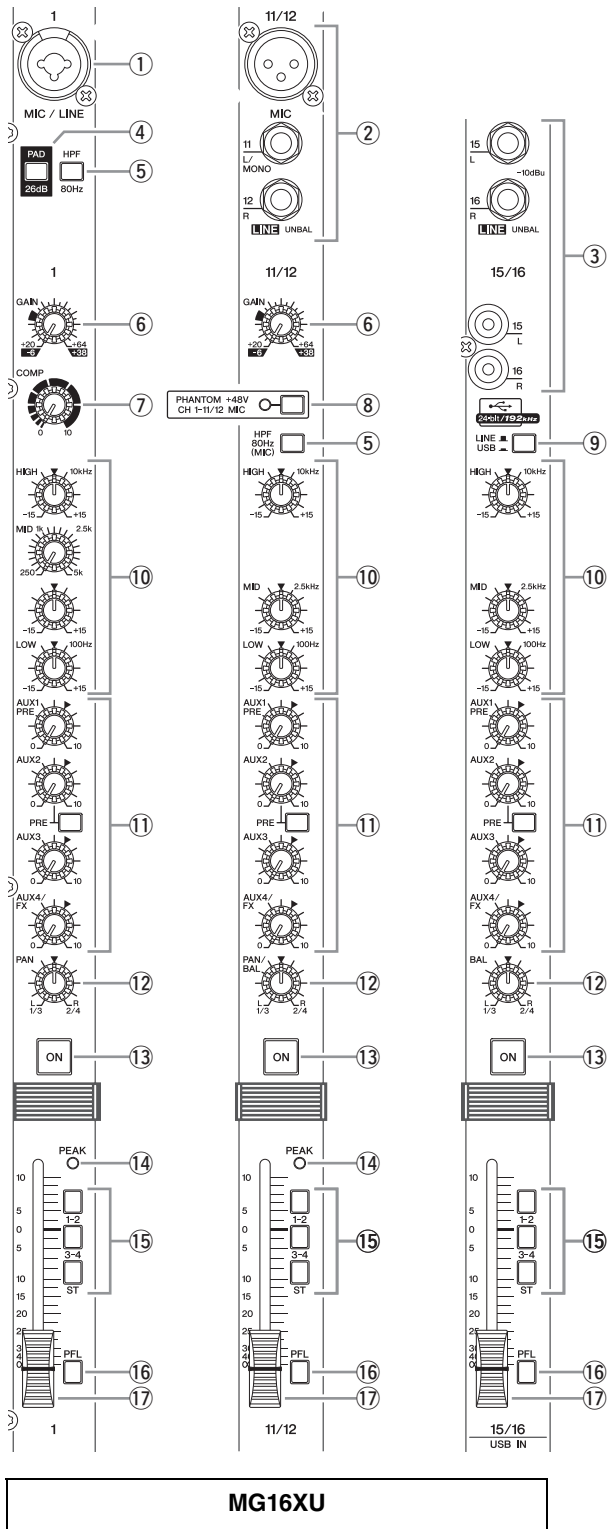 1
①
MIC / LINE
④
PAD
HPF
⑤
26dB
80Hz
1
GAIN
⑥
+20
+64
-6
+38
COMP
⑦
0
10
HIGH
10kHz
-15
+15
MID
1k
2.5k
250
5k
⑩
-15
+15
LOW
100Hz
-15
+15
AUX1
PRE
0
10
AUX2
0
10
PRE
⑪
AUX3
0
10
AUX4/
FX
0
10
PAN
⑫
L
R
1/3
2/4
ON
⑬
PEAK
⑭
10
5
0
5
10
15
20
25
1-2
3-4
ST
⑮
PFL
⑯
⑰
1
11/12
MIC
②
11
L/
MONO
12
R
LINE UNBAL
11/12
GAIN
⑥
+20
+64
-6
+38
PHANTOM +48V
CH 1-11/12 MIC
⑧
HPF
80Hz
(MIC)
⑤
HIGH
10kHz
-15
+15
⑩
MID
2.5kHz
-15
+15
LOW
100Hz
-15
+15
AUX1
PRE
0
10
AUX2
0
10
PRE
⑪
AUX3
0
10
AUX4/
FX
0
10
PAN/
BAL
⑫
L
R
1/3
2/4
ON
⑬
PEAK
⑭
10
5
0
5
10
15
20
25
1-2
3-4
ST
⑮
PFL
⑯
⑰
11/12
15
L
-10dBu
16
R
LINE UNBAL
③
15/16
15
L
16
R
24-bit/192kHz
LINE
USB
⑨
HIGH
10kHz
-15
+15
⑩
MID
2.5kHz
-15
+15
LOW
100Hz
-15
+15
AUX1
PRE
0
10
AUX2
0
10
PRE
⑪
AUX3
0
10
AUX4/
FX
0
10
BAL
⑫
L
R
1/3
2/4
ON
⑬
10
5
0
5
10
15
20
25
1-2
3-4
ST
⑮
PFL
⑯
⑰
15/16
USB IN
MG16XU